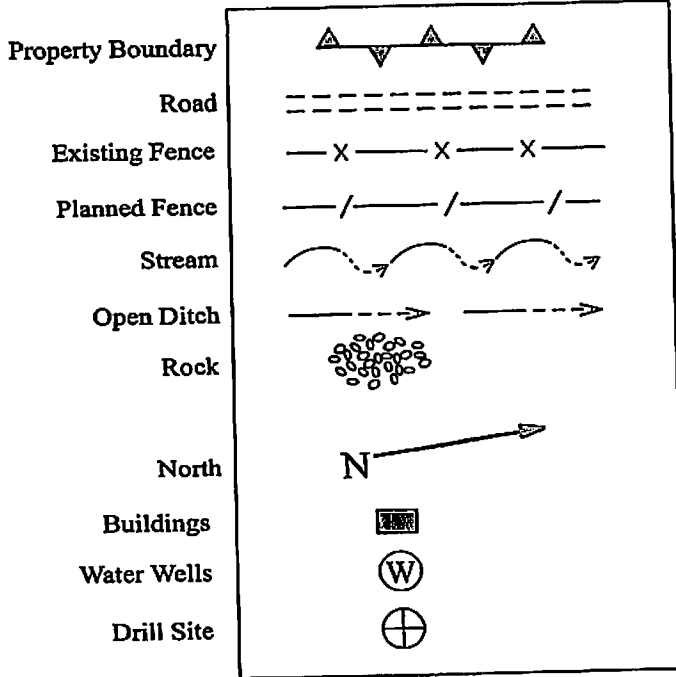 Property Boundary
Road
Existing Fence
Planned Fence
Stream
Open Ditch
Rock
North
N
Buildings
Water Wells
W
Drill Site